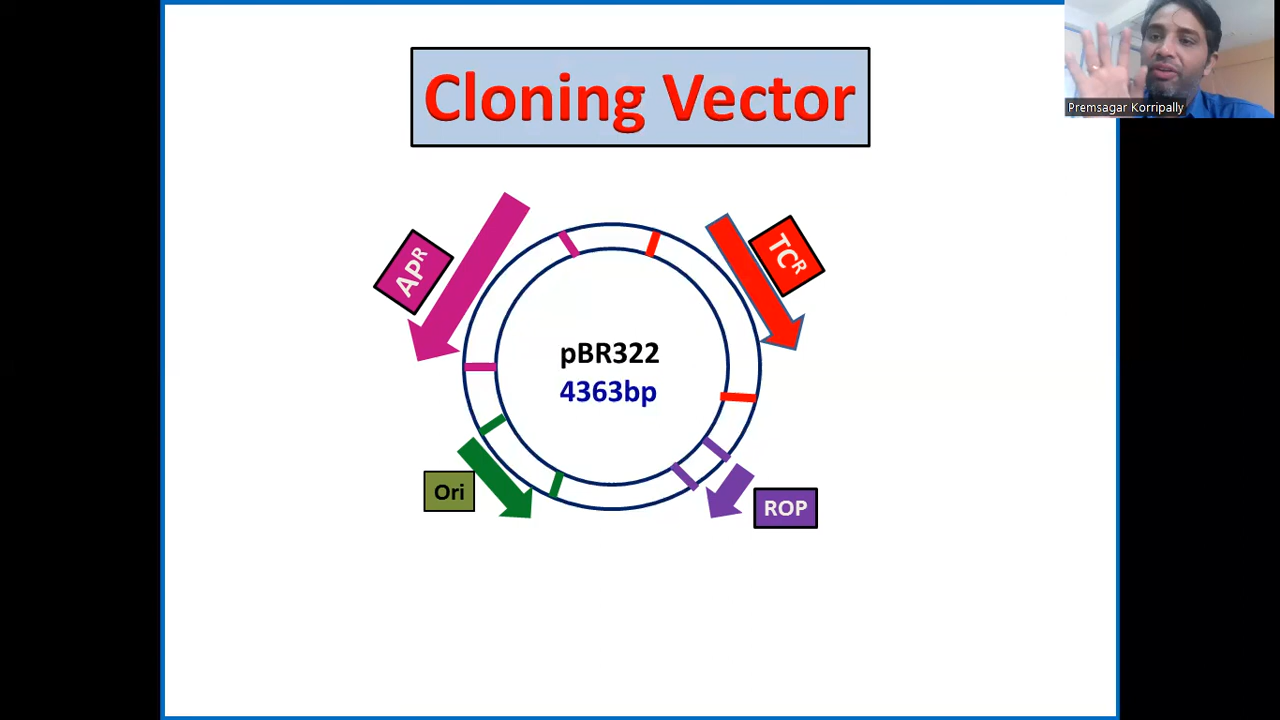 Cloning Vector
Premsagar Korripally
APR
TCR
pBR322
4363bp
Ori
ROP